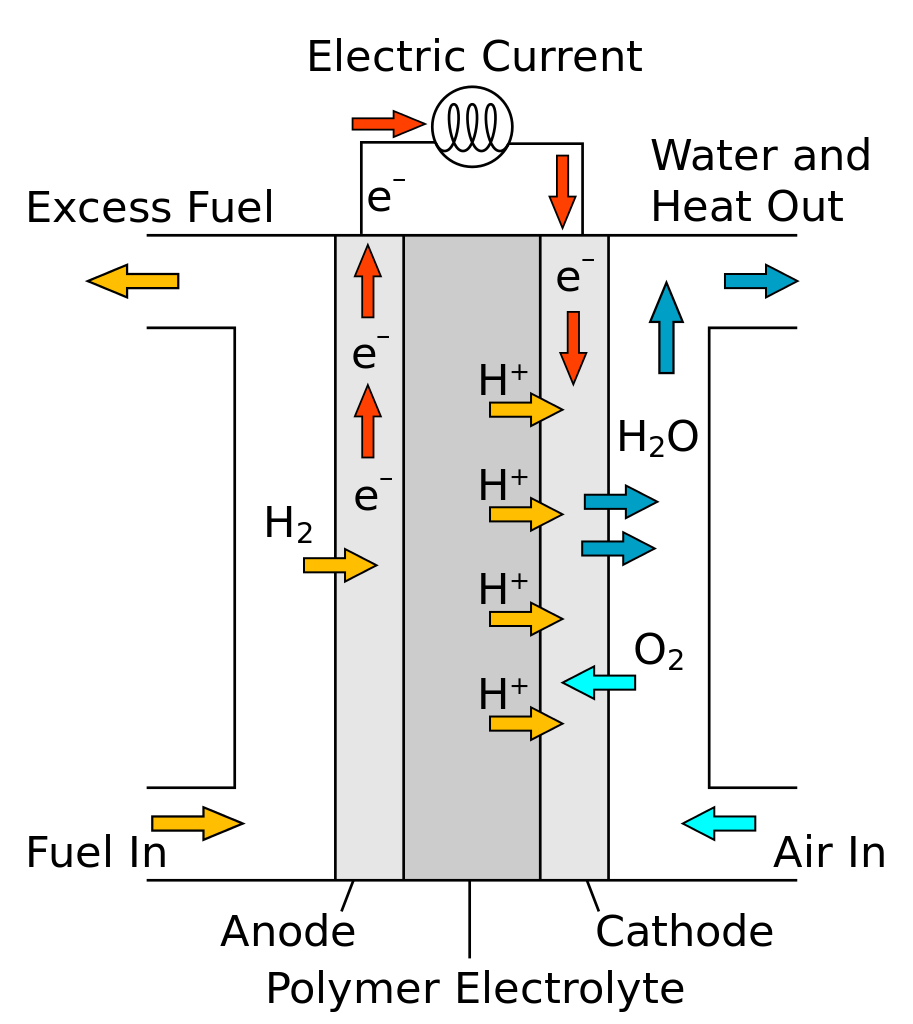 Electric Current
Water and
Heat Out
Excess Fuel
e⁻
e⁻
e⁻
H⁺
H₂O
H⁺
e⁻
H₂
H⁺
O₂
H⁺
Fuel In
Air In
Anode
Cathode
Polymer Electrolyte